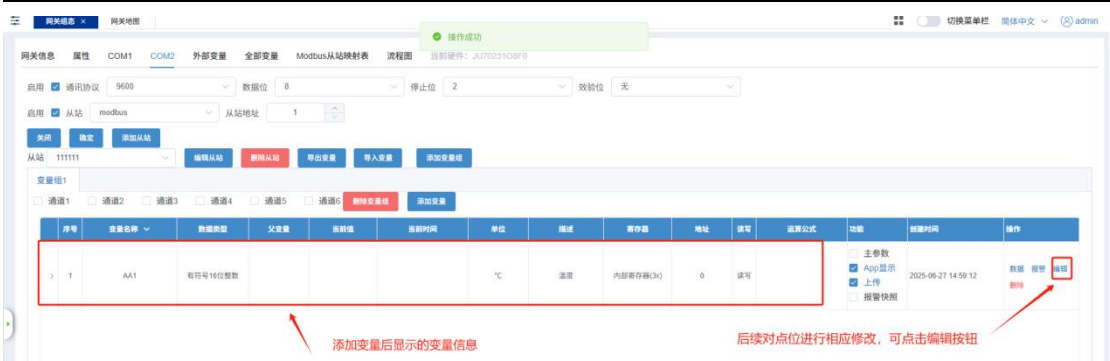 网关组态 × 网关地图 切换菜单栏 简体中文 admin
操作成功
网关信息 属性 COM1 COM2 外部变量 全部变量 Modbus从站映射表 流程图 当前硬件：JU70231O8F0
启用 通讯协议 9600 数据位 8 停止位 2 效验位 无
启用 从站 modbus 从站地址 1
关闭 确定 添加从站
从站 111111 编辑从站 删除从站 导出变量 导入变量 添加变量组
变量组1
通道1 通道2 通道3 通道4 通道5 通道6 删除变量组 添加变量
序号 变量名称 数据类型 父变量 当前值 当前时间 单位 描述 寄存器 地址 读写 运算公式 功能 创建时间 操作
1 AA1 有符号16位整数 ℃ 温度 内部寄存器(3x) 0 读写
主参数
App显示
上传
报警快照
2025-06-27 14:59:12
数据 报警 编辑
删除
添加变量后显示的变量信息
后续对点位进行相应修改，可点击编辑按钮